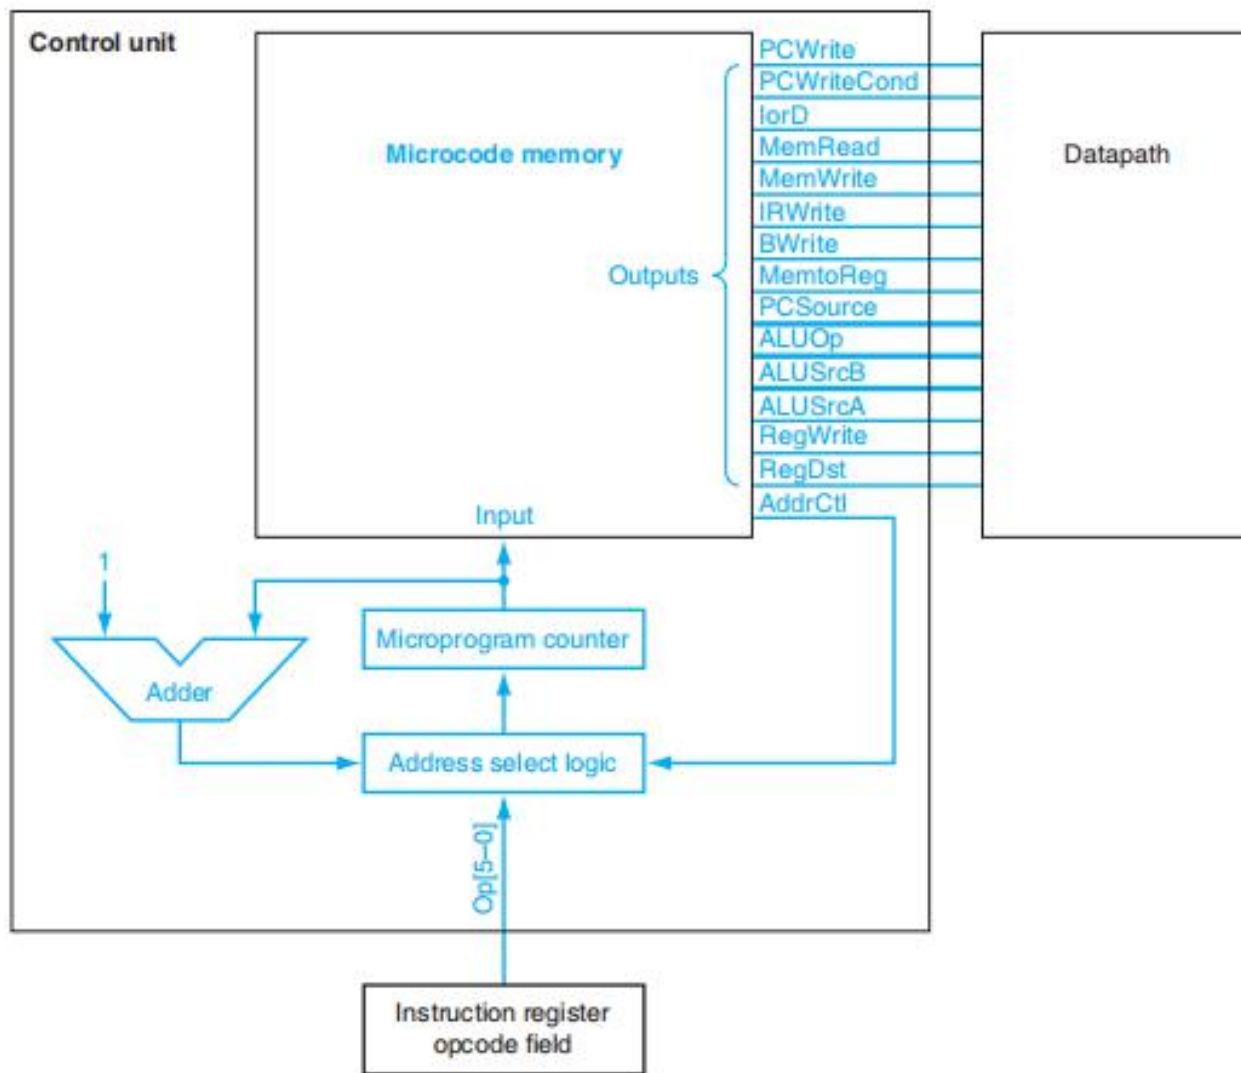 Control unit
Microcode memory
PCWrite
PCWriteCond
IorD
MemRead
MemWrite
IRWrite
BWrite
Outputs
MemtoReg
PCSource
ALUOp
ALUSrcB
ALUSrcA
RegWrite
RegDst
AddrCtl
Datapath
Input
1
Microprogram counter
Adder
Address select logic
Op[5–0]
Instruction register
opcode field